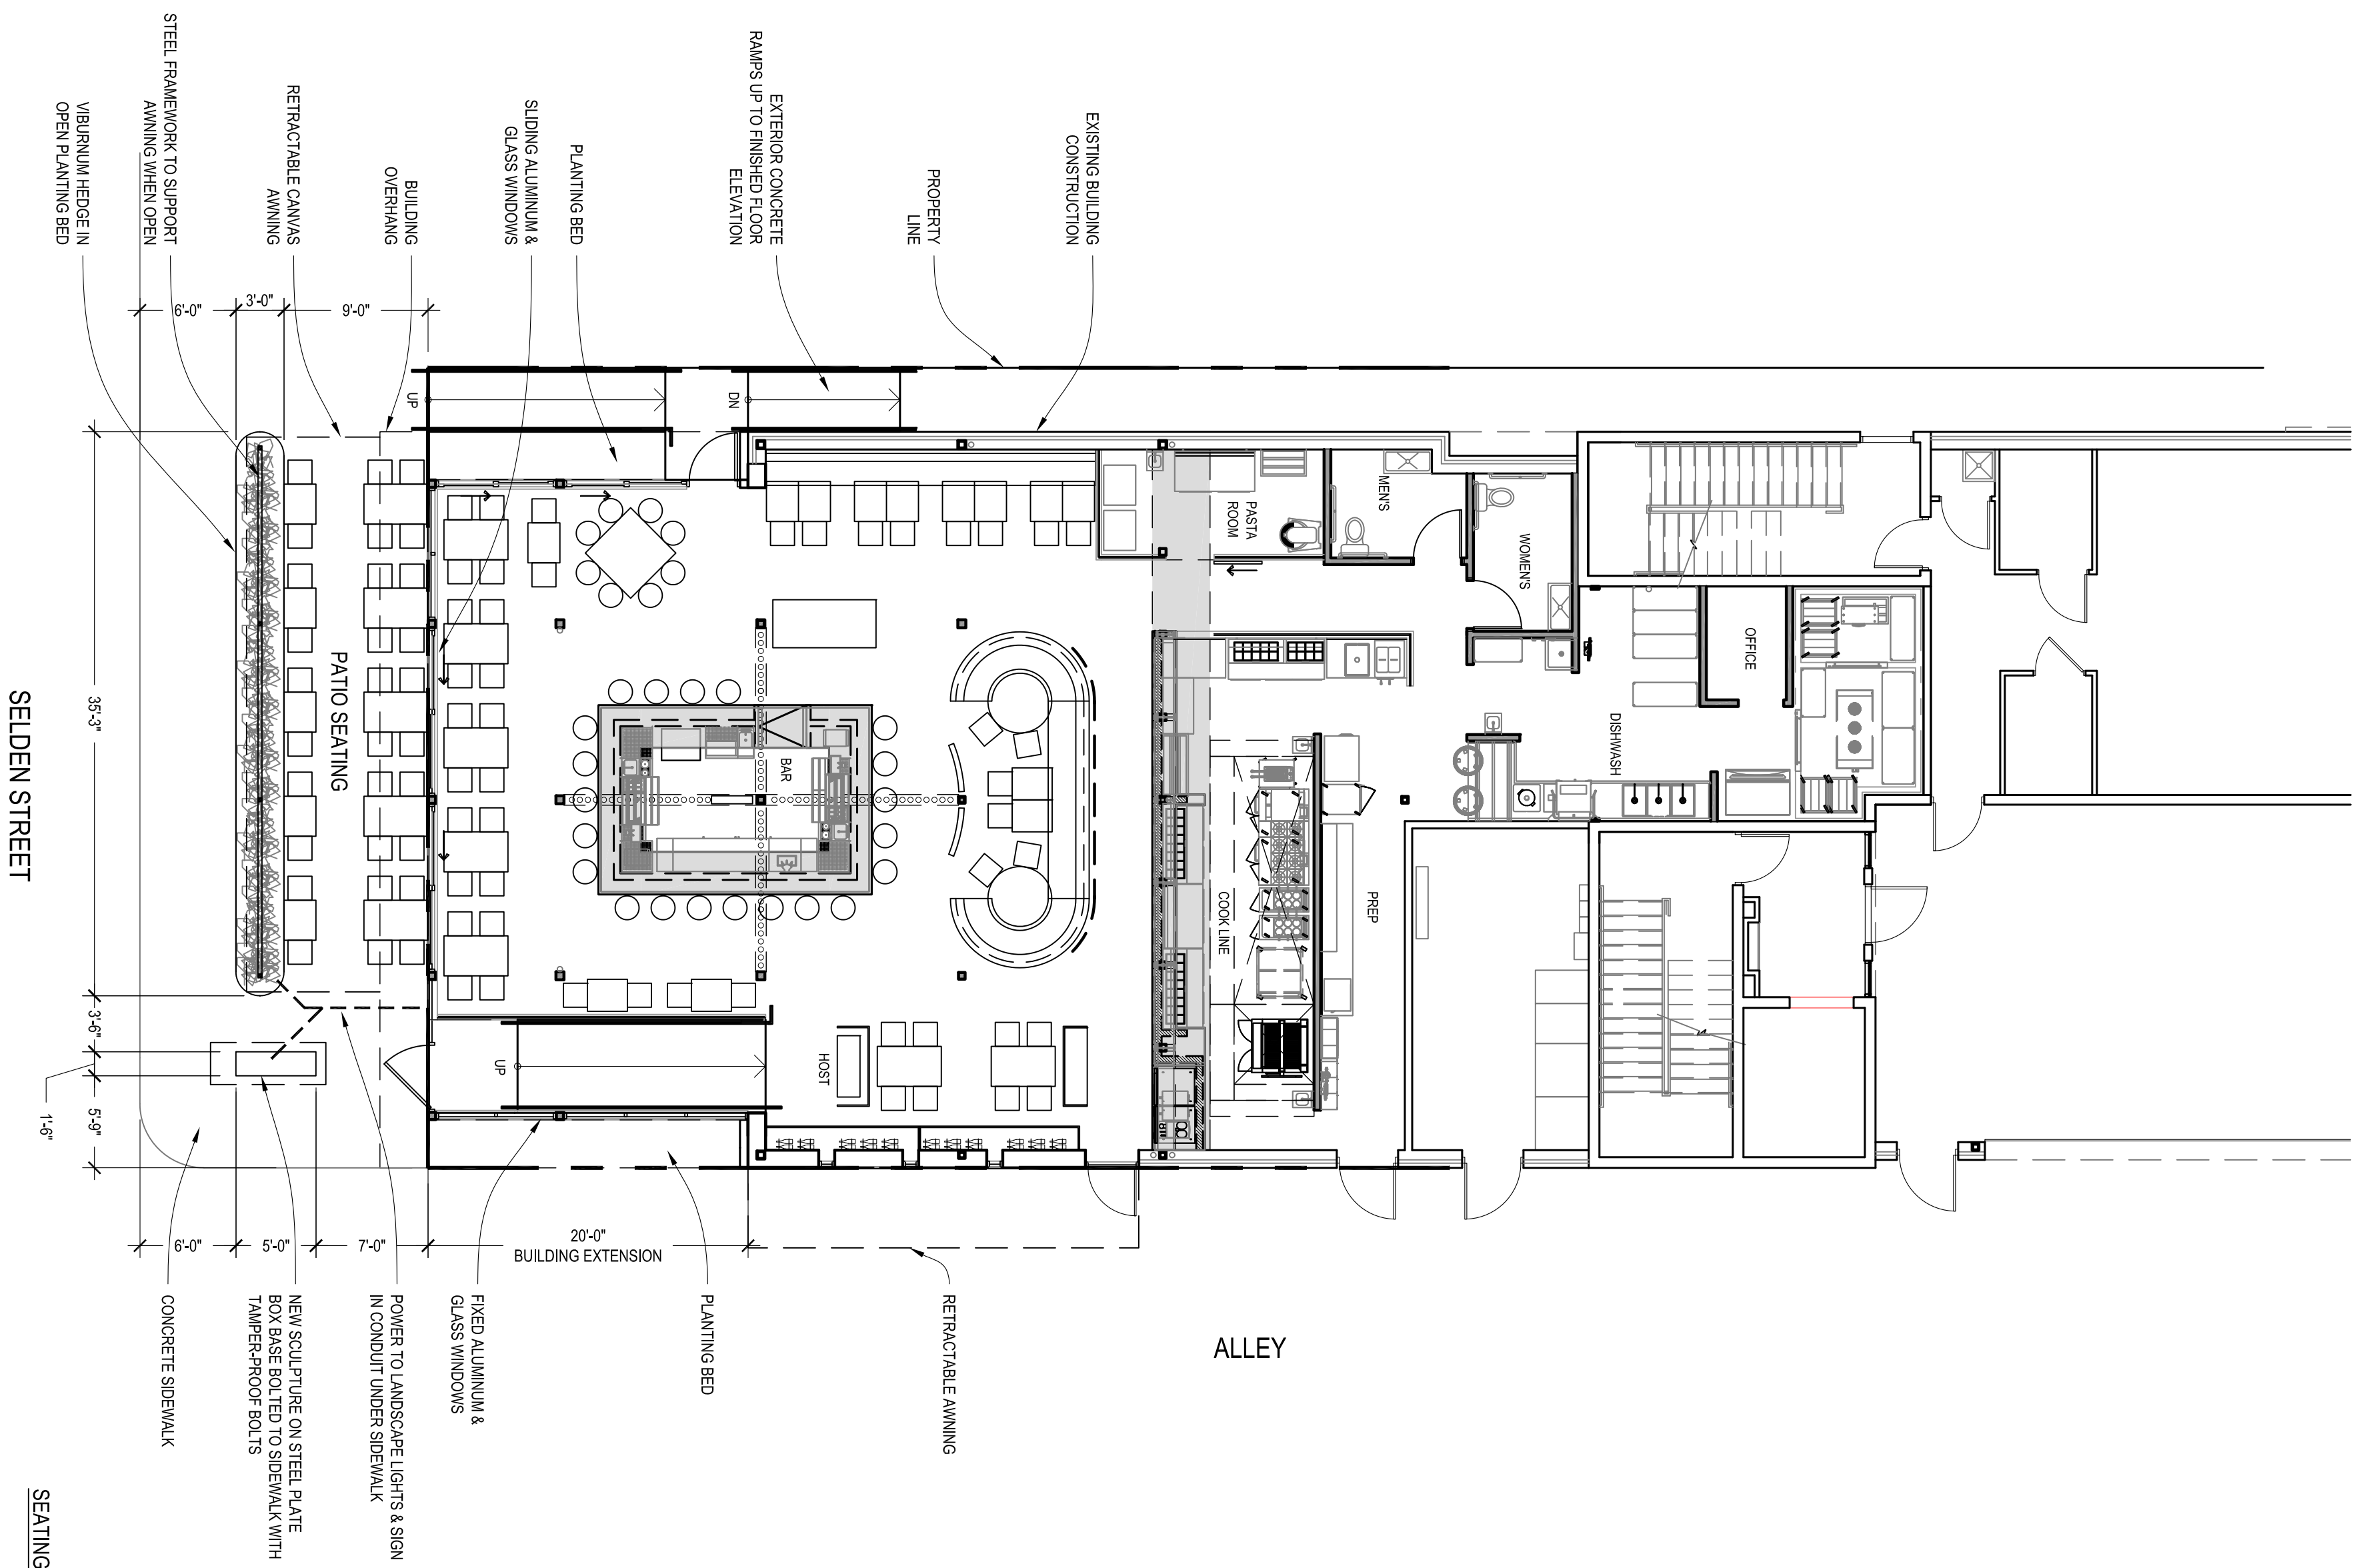 STEEL FRAMEWORK TO SUPPORT
AWNING WHEN OPEN
VIBURNUM HEDGE IN
OPEN PLANTING BED
RETRACTABLE CANVAS
AWNING
BUILDING
OVERHANG
SLIDING ALUMINUM &
GLASS WINDOWS
PLANTING BED
EXTERIOR CONCRETE
RAMPS UP TO FINISHED FLOOR
ELEVATION
PROPERTY
LINE
EXISTING BUILDING
CONSTRUCTION
6'-0"
3'-0"
9'-0"
UP
DN
PASTA
ROOM
MEN'S
WOMEN'S
OFFICE
DISHWASH
PATIO SEATING
BAR
COOK LINE
PREP
SELDEN STREET
35'-3"
3'-6"
5'-9"
1'-6"
UP
HOST
6'-0"
5'-0"
7'-0"
20'-0"
BUILDING EXTENSION
CONCRETE SIDEWALK
NEW SCULPTURE ON STEEL PLATE
BOX BASE BOLTED TO SIDEWALK WITH
TAMPER-PROOF BOLTS
POWER TO LANDSCAPE LIGHTS & SIGN
IN CONDUIT UNDER SIDEWALK
FIXED ALUMINUM &
GLASS WINDOWS
PLANTING BED
RETRACTABLE AWNING
ALLEY
SEATING